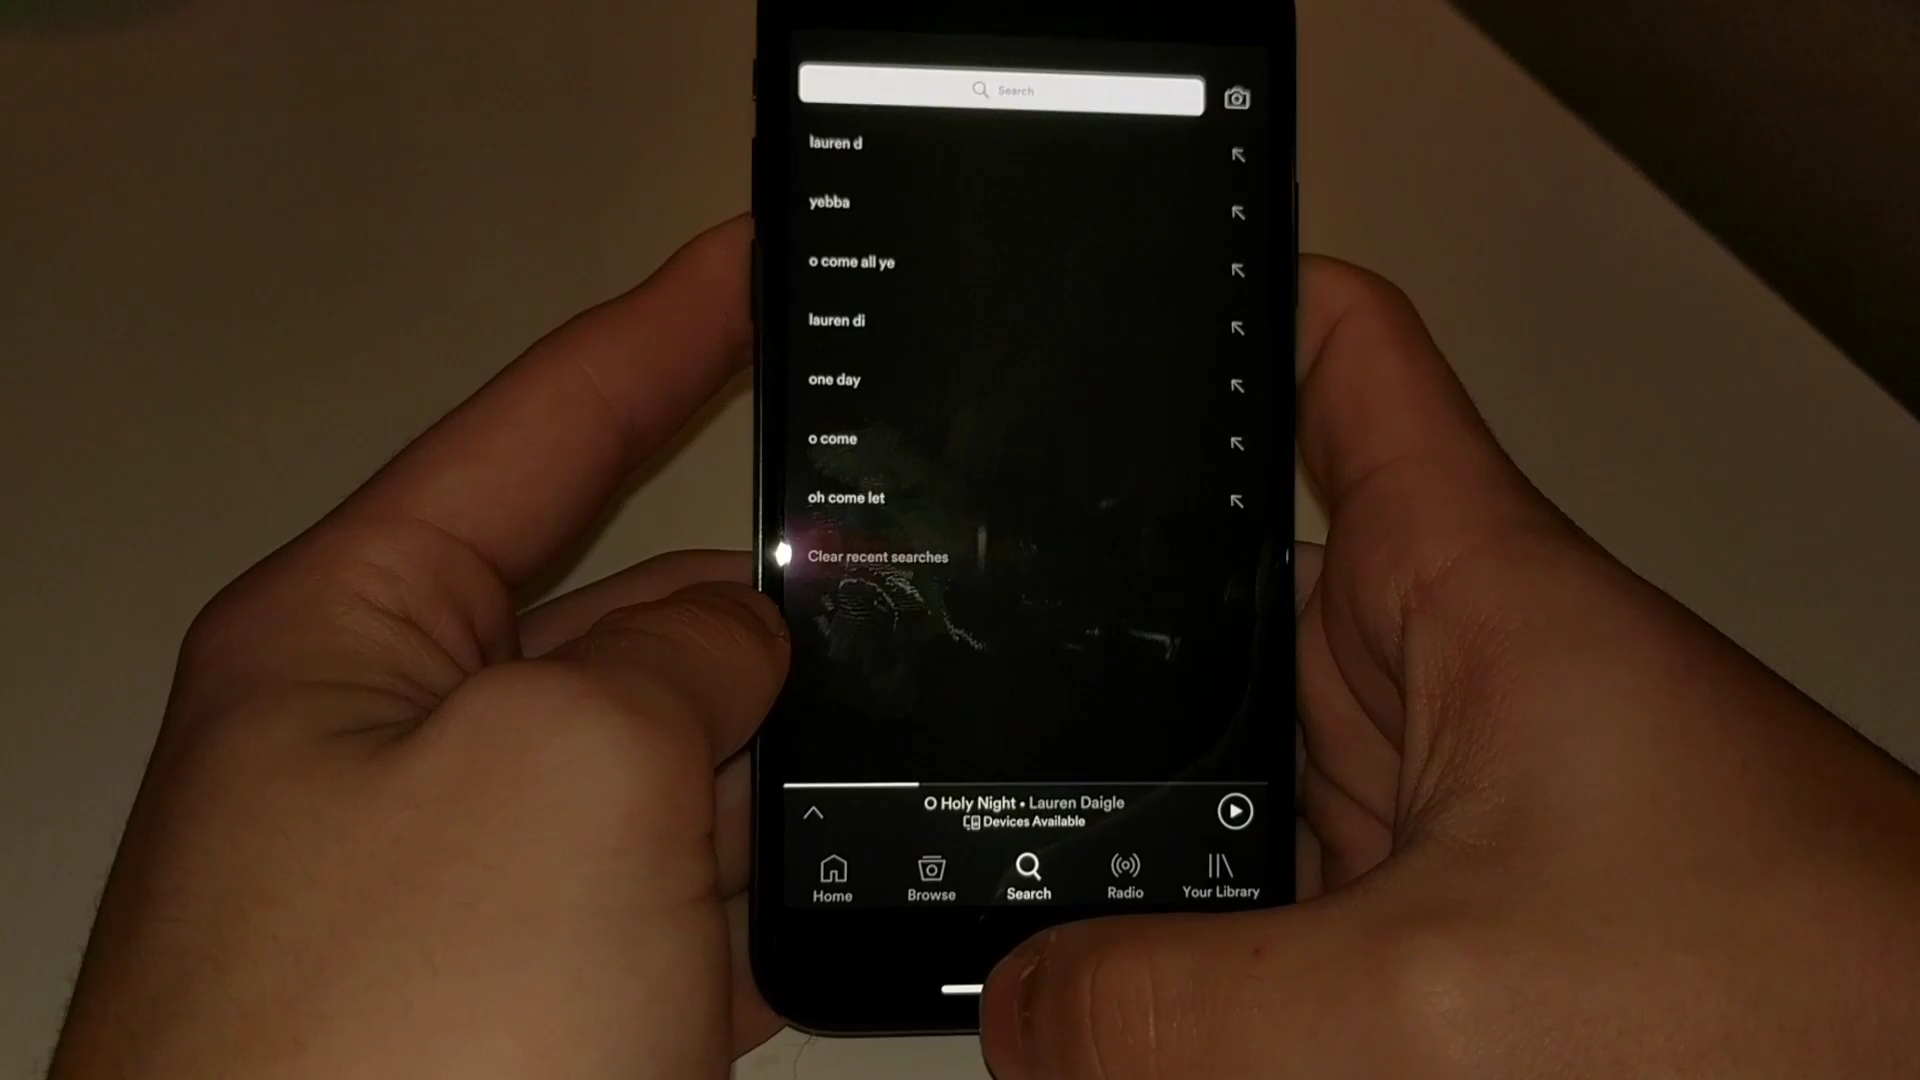 Search
lauren d
yebba
o come all ye
lauren di
one day
o come
oh come let
Clear recent searches
O Holy Night • Lauren Daigle
Devices Available
Home
Browse
Search
Radio
Your Library